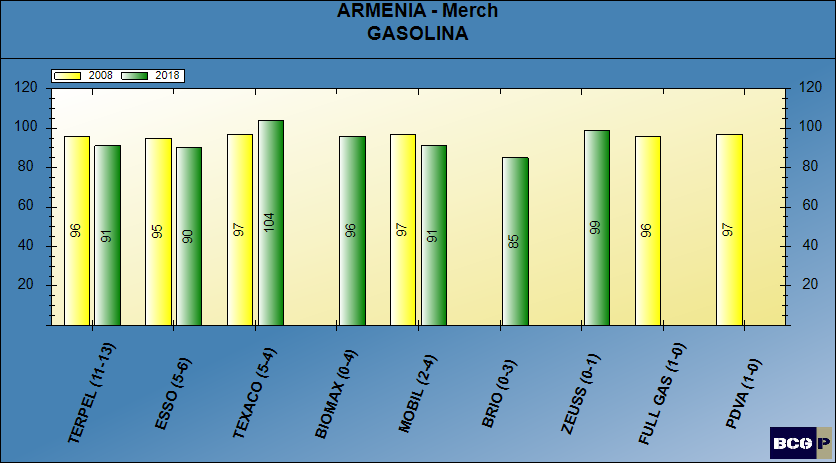 ARMENIA - Merch
GASOLINA
2008 2018
120 120
100 100
80 80
60 60
40 40
20 20
96 91 95 90 97 104 96 97 91 85 99 96 97
TERPEL (11-13)
ESSO (5-6)
TEXACO (5-4)
BIOMAX (0-4)
MOBIL (2-4)
BRIO (0-3)
ZEUSS (0-1)
FULL GAS (1-0)
PDVA (1-0)
BCG P